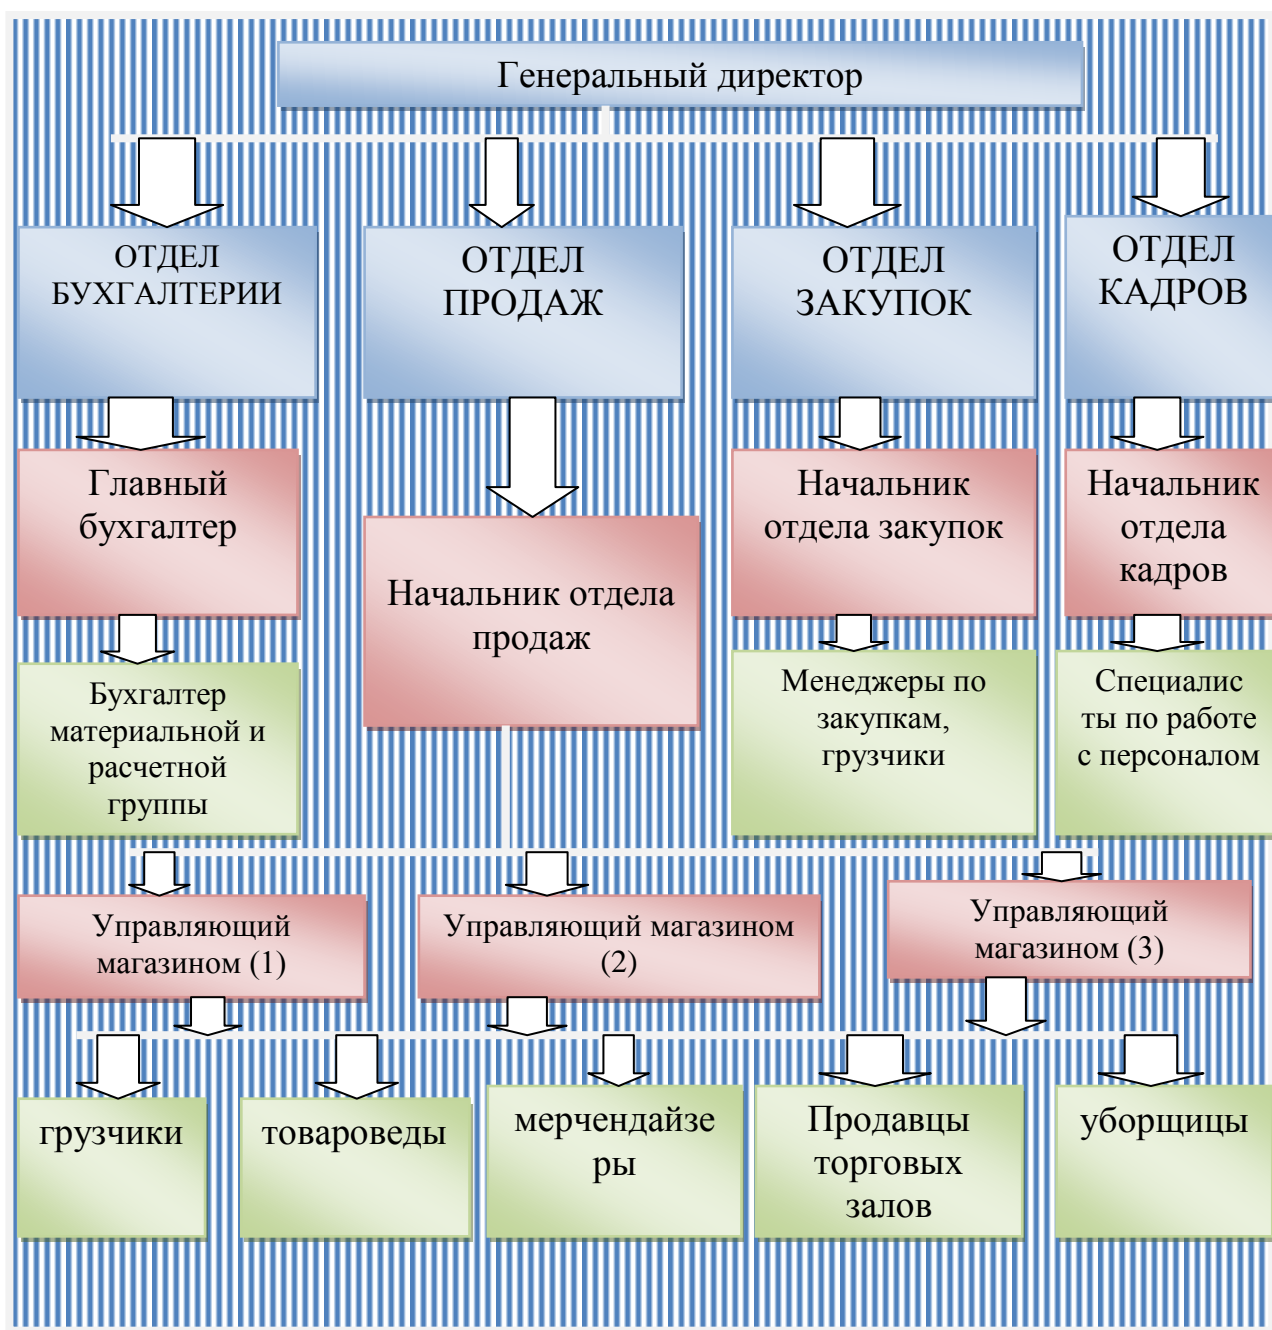 Генеральный директор
ОТДЕЛ
БУХГАЛТЕРИИ
ОТДЕЛ
ПРОДАЖ
ОТДЕЛ
ЗАКУПОК
ОТДЕЛ
КАДРОВ
Главный
бухгалтер
Начальник отдела
продаж
Начальник
отдела закупок
Начальник
отдела
кадров
Бухгалтер
материальной и
расчетной
группы
Менеджеры по
закупкам,
грузчики
Специалис
ты по работе
с персоналом
Управляющий
магазином (1)
Управляющий магазином
(2)
Управляющий
магазином (3)
грузчики
товароведы
мерчендайзе
ры
Продавцы
торговых
залов
уборщицы